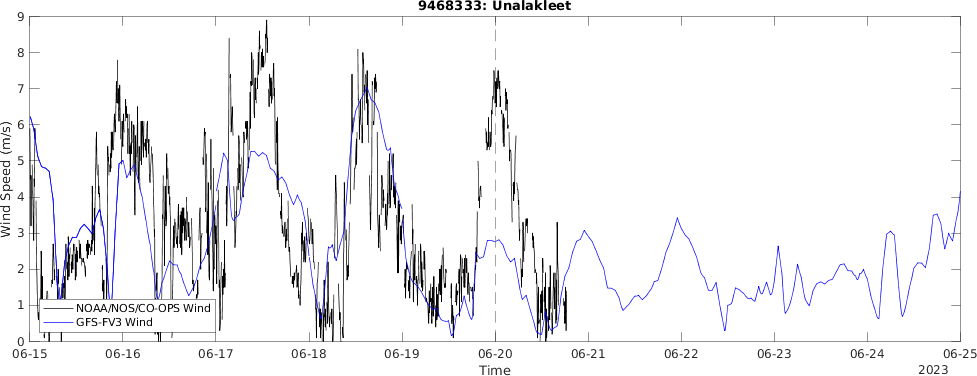 9468333: Unalakleet
Wind Speed (m/s)
9
8
7
6
5
4
3
2
1
0
NOAA/NOS/CO-OPS Wind
GFS-FV3 Wind
06-15 06-16 06-17 06-18 06-19 06-20 06-21 06-22 06-23 06-24 06-25
Time
2023